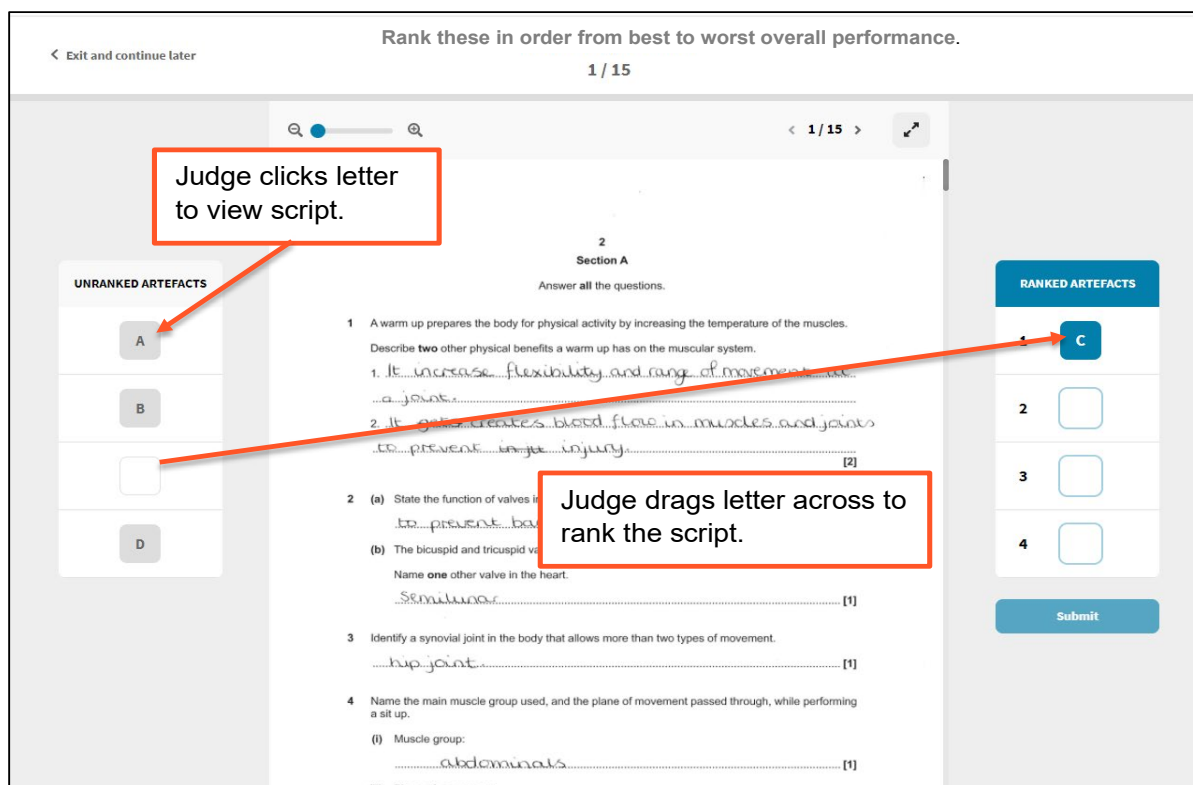 Exit and continue later
Rank these in order from best to worst overall performance.
1 / 15
1 / 15
Judge clicks letter
to view script.
UNRANKED ARTEFACTS
A
B
D
2
Section A
Answer all the questions.
1 A warm up prepares the body for physical activity by increasing the temperature of the muscles.
Describe two other physical benefits a warm up has on the muscular system.
1. It increase flexibility and range of movement at
a joint.
2. It creates blood flow in muscles and joints
to prevent injury.
[2]
2 (a) State the function of valves
to prevent
(b) The bicuspid and tricuspid
Name one other valve in the heart.
Semilunar [1]
3 Identify a synovial joint in the body that allows more than two types of movement.
hip joint. [1]
4 Name the main muscle group used, and the plane of movement passed through, while performing
a sit up.
(i) Muscle group:
abdominals [1]
Judge drags letter across to
rank the script.
RANKED ARTEFACTS
1 C
2
3
4
Submit